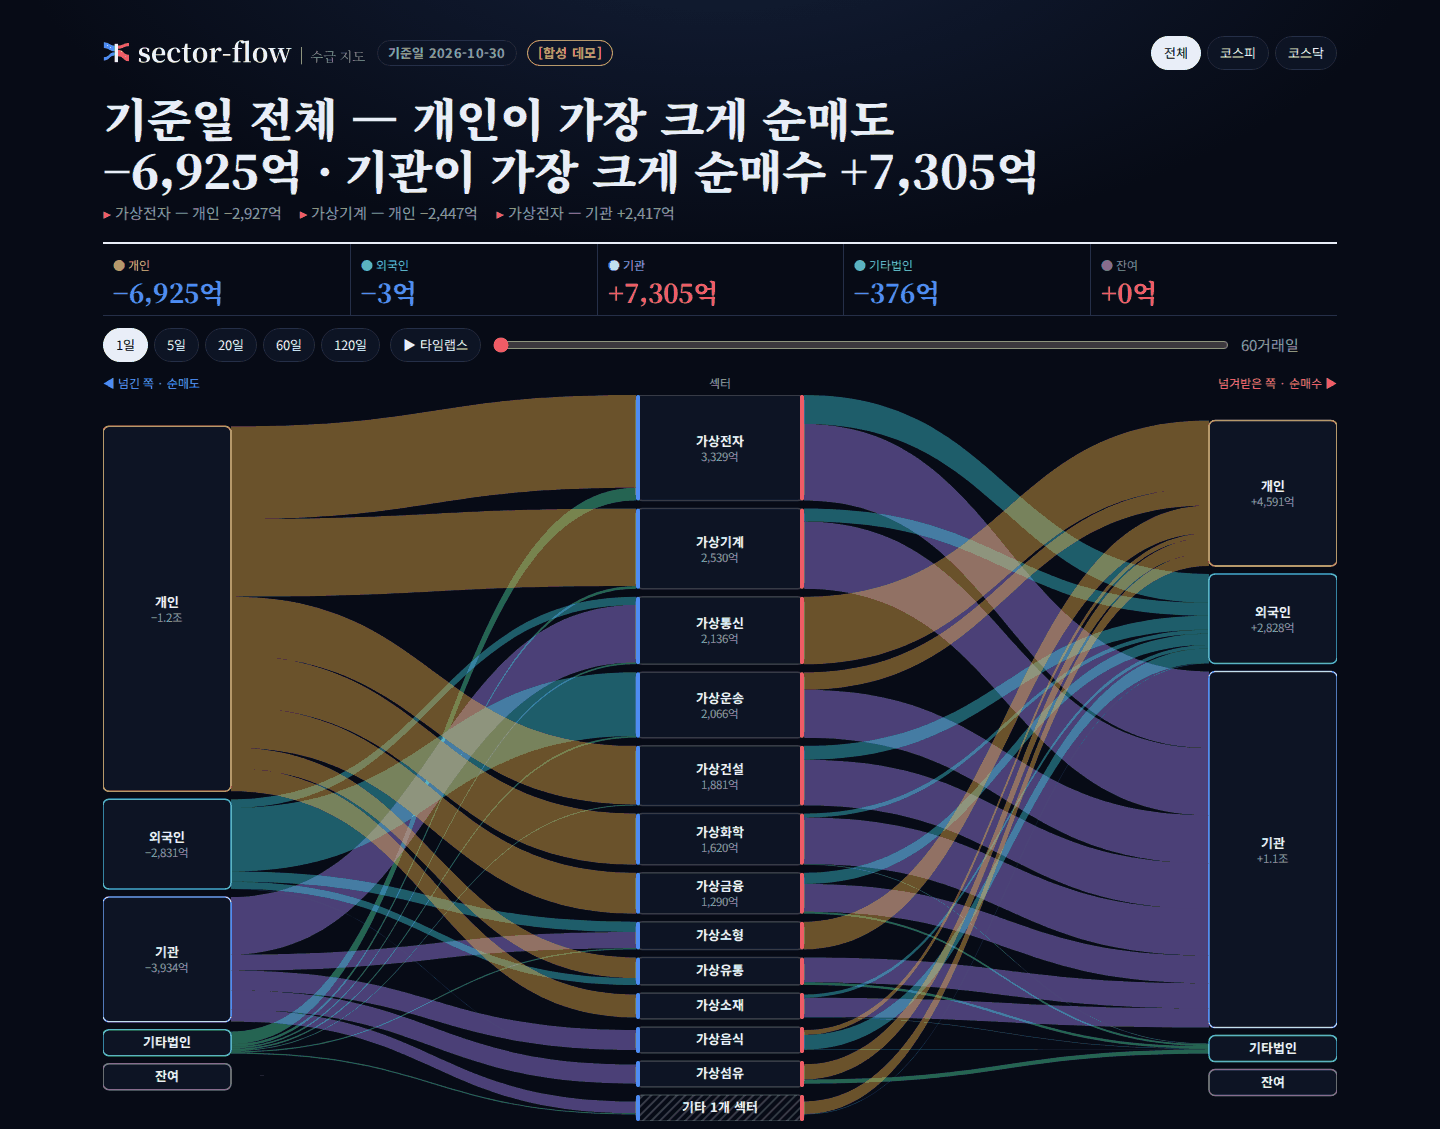 sector-flow | 수급 지도 기준일 2026-10-30 [합성 데모] 전체 코스피 코스닥
기준일 전체 — 개인이 가장 크게 순매도
−6,925억 · 기관이 가장 크게 순매수 +7,305억
▸ 가상전자 — 개인 −2,927억 ▸ 가상기계 — 개인 −2,447억 ▸ 가상전자 — 기관 +2,417억
개인 외국인 기관 기타법인 잔여
−6,925억 −3억 +7,305억 −376억 +0억
1일 5일 20일 60일 120일 ▶ 타임랩스 60거래일
◀ 넘긴 쪽 · 순매도 섹터 넘겨받은 쪽 · 순매수 ▶
개인
−1.2조
외국인
−2,831억
기관
−3,934억
기타법인
잔여
가상전자
3,329억
가상기계
2,530억
가상통신
2,136억
가상운송
2,066억
가상건설
1,881억
가상화학
1,620억
가상금융
1,290억
가상소형
가상유통
가상소재
가상음식
가상섬유
기타 1개 섹터
개인
+4,591억
외국인
+2,828억
기관
+1.1조
기타법인
잔여